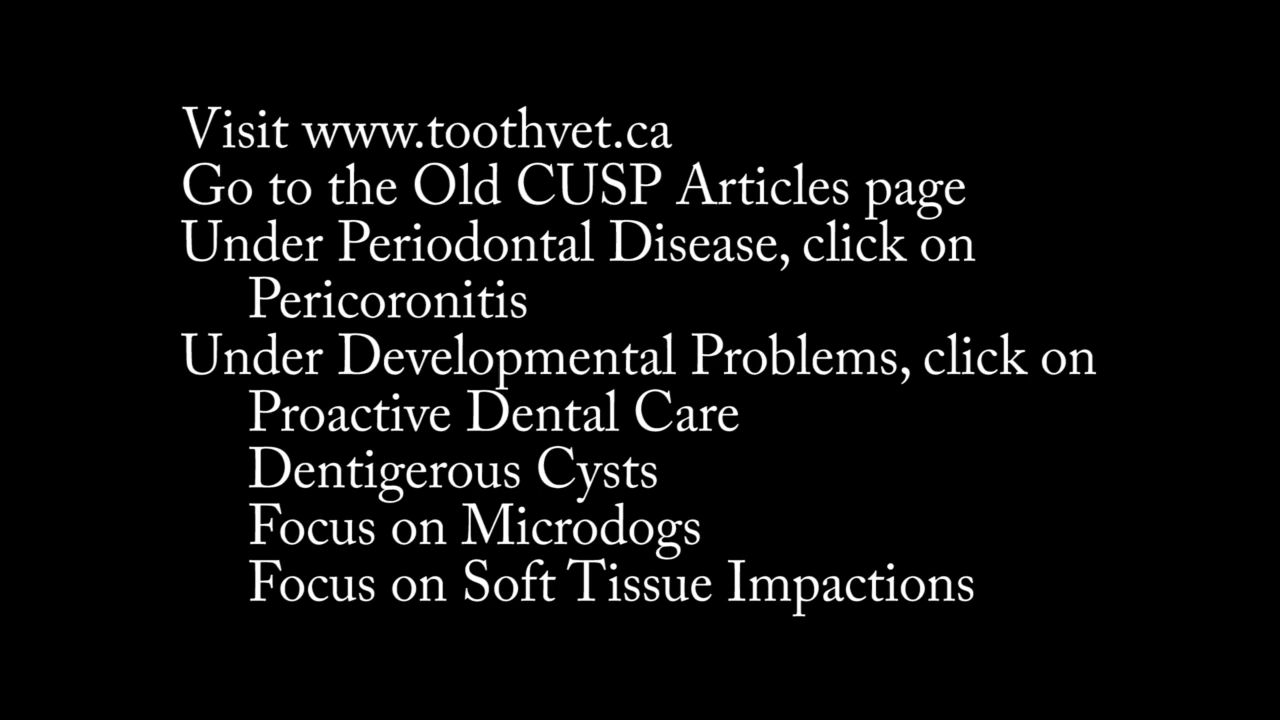 Visit www.toothvet.ca
Go to the Old CUSP Articles page
Under Periodontal Disease, click on
Pericoronitis
Under Developmental Problems, click on
Proactive Dental Care
Dentigerous Cysts
Focus on Microdogs
Focus on Soft Tissue Impactions